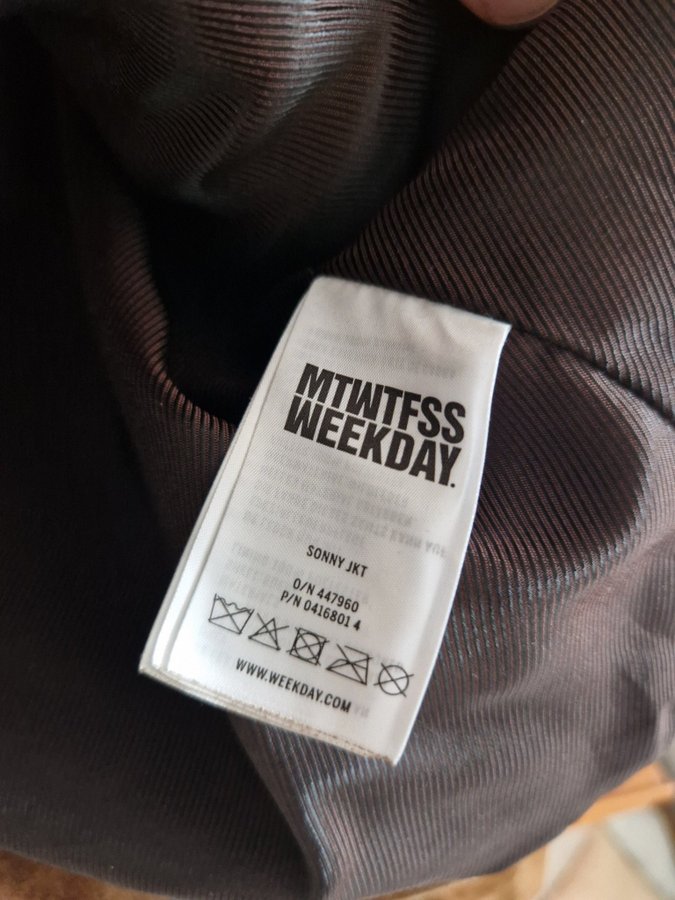 MTWTFSS
WEEKDAY.
SONNY JKT
O/N 447960
P/N 0416801 4
WWW.WEEKDAY.COM